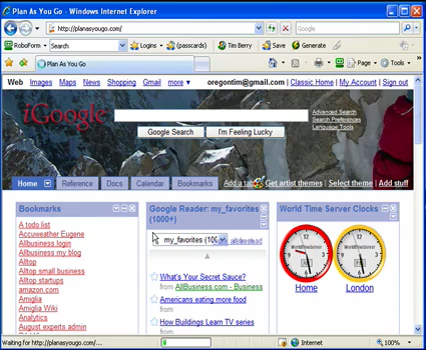 Plan As You Go - Windows Internet Explorer
http://planasyougo.com/
RoboForm Search Logins (passcards) Tim Berry Save Generate
Plan As You Go Page Tools
Web Images Maps News Shopping Gmail more oregontim@gmail.com | Classic Home | My Account | Sign out
iGoogle
Advanced Search
Search Preferences
Language Tools
Google Search I'm Feeling Lucky
Home Reference Docs Calendar Bookmarks Add a tab Get artist themes | Select theme | Add stuff
Bookmarks
A todo list
Accuweather Eugene
Allbusiness login
Allbusiness my blog
Alltop
Alltop small business
Alltop startups
amazon.com
Amiglia
Amiglia Wiki
Analytics
August experts admin
Google Reader: my_favorites
(1000+)
my_favorites (100
What's Your Secret Sauce?
from AllBusiness.com - Business
Americans eating more food
from
How Buildings Learn TV series
from
World Time Server Clocks
Home London
Waiting for http://planasyougo.com/... Internet 100%